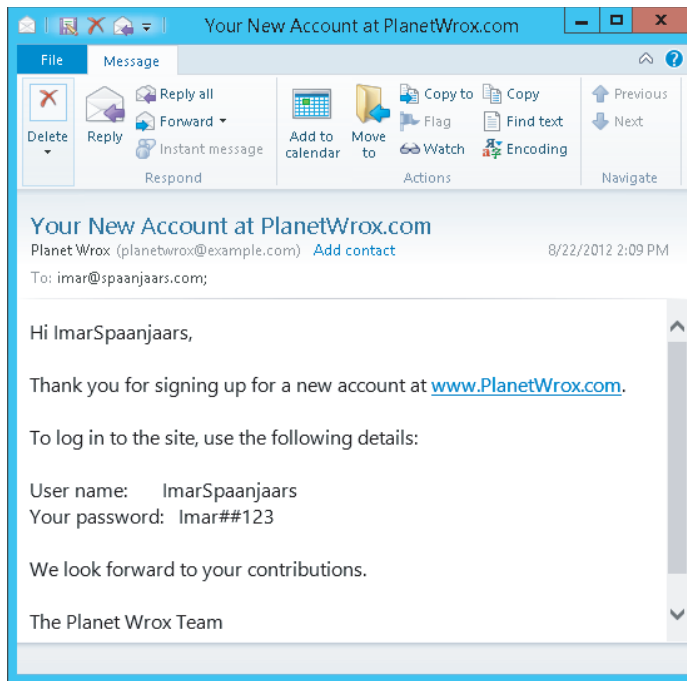 Your New Account at PlanetWrox.com
File Message
Delete
Reply
Reply all
Forward
Instant message
Respond
Add to calendar
Move to
Copy to
Flag
Watch
Copy
Find text
Encoding
Actions
Previous
Next
Navigate
Your New Account at PlanetWrox.com
Planet Wrox (planetwrox@example.com) Add contact 8/22/2012 2:09 PM
To: imar@spaanjaars.com;
Hi ImarSpaanjaars,
Thank you for signing up for a new account at www.PlanetWrox.com.
To log in to the site, use the following details:
User name: ImarSpaanjaars
Your password: Imar##123
We look forward to your contributions.
The Planet Wrox Team